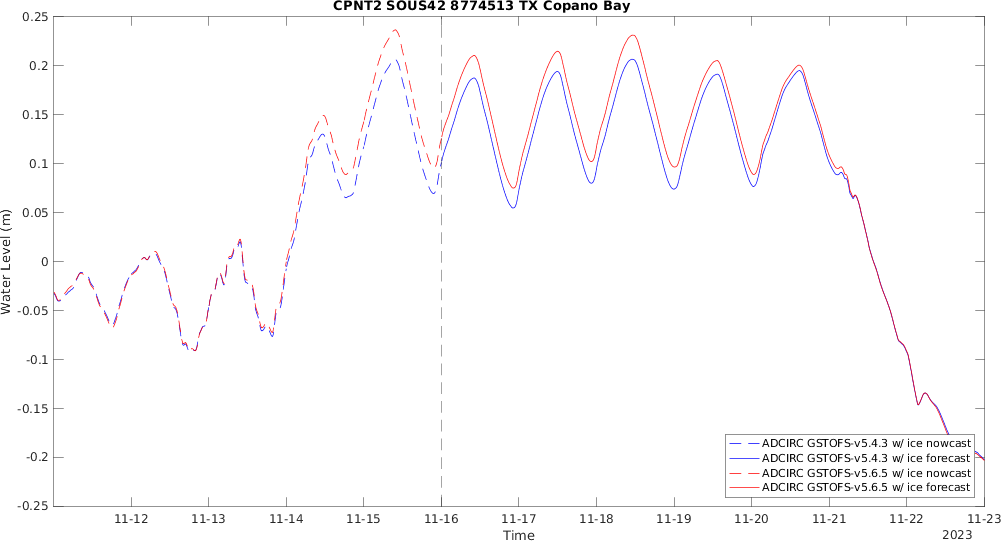 CPNT2 SOUS42 8774513 TX Copano Bay
0.25
0.2
0.15
0.1
0.05
0
-0.05
-0.1
-0.15
-0.2
-0.25
Water Level (m)
ADCIRC GSTOFS-v5.4.3 w/ ice nowcast
ADCIRC GSTOFS-v5.4.3 w/ ice forecast
ADCIRC GSTOFS-v5.6.5 w/ ice nowcast
ADCIRC GSTOFS-v5.6.5 w/ ice forecast
11-12 11-13 11-14 11-15 11-16 11-17 11-18 11-19 11-20 11-21 11-22 11-23
Time
2023